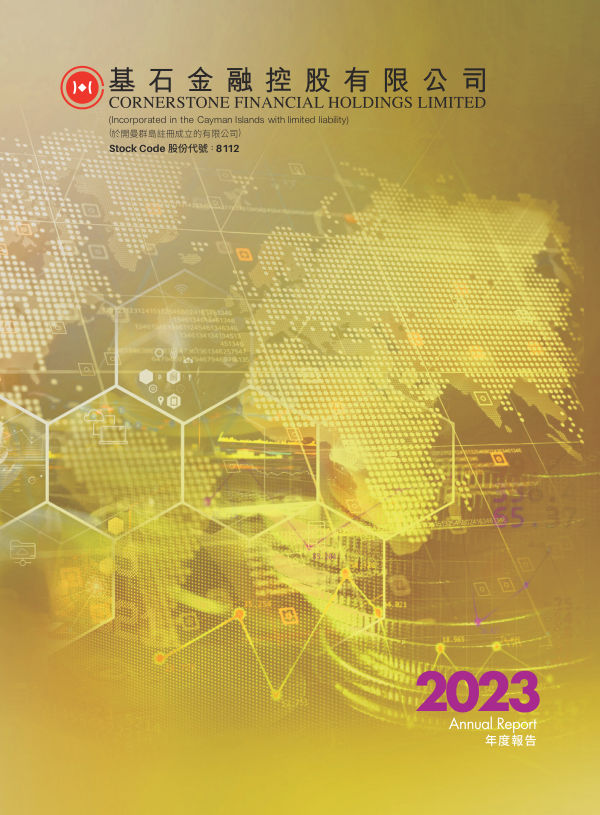 基石金融控股有限公司
CORNERSTONE FINANCIAL HOLDINGS LIMITED
(Incorporated in the Cayman Islands with limited liability)
(於開曼群島註冊成立的有限公司)
Stock Code 股份代號：8112
2023
Annual Report
年度報告